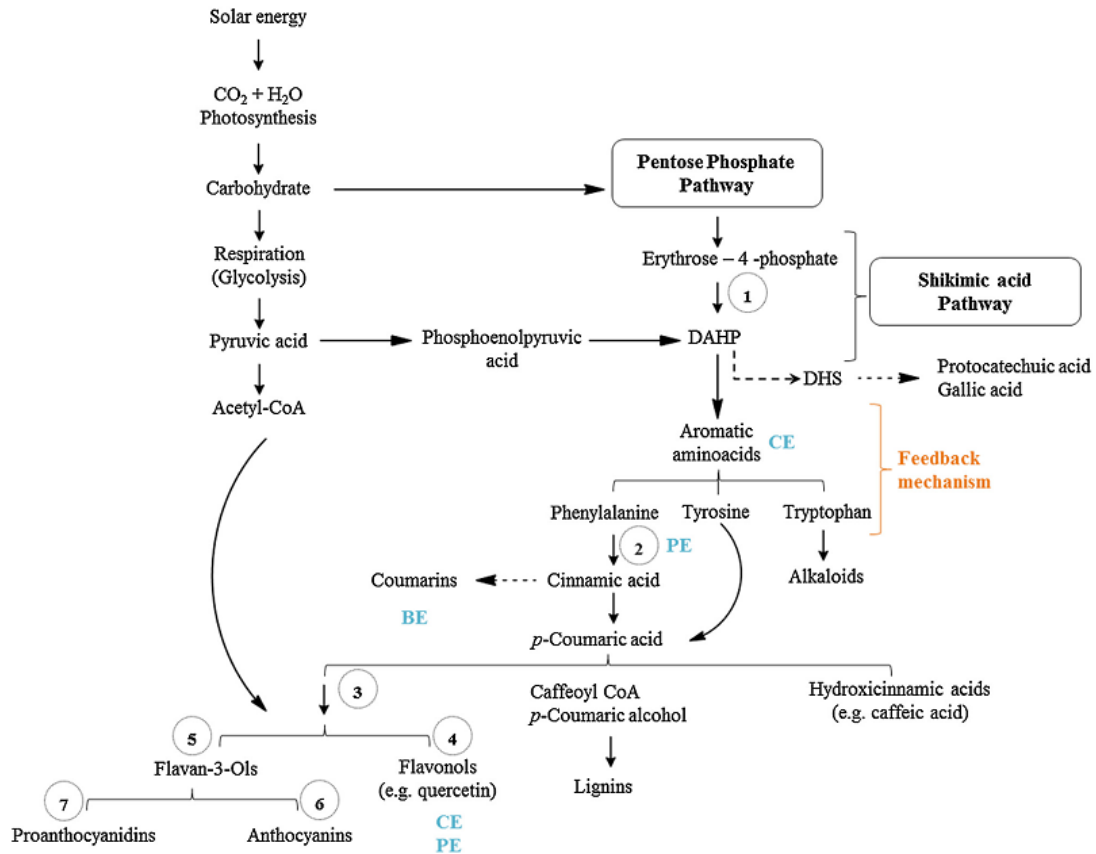 Solar energy
CO₂ + H₂O
Photosynthesis
Carbohydrate
Pentose Phosphate
Pathway
Respiration
(Glycolysis)
Erythrose – 4 -phosphate
1
Shikimic acid
Pathway
Pyruvic acid
Phosphoenolpyruvic
acid
DAHP
DHS
Protocatechuic acid
Gallic acid
Acetyl-CoA
Aromatic
aminoacids
CE
Feedback
mechanism
Phenylalanine
Tyrosine
Tryptophan
2
PE
Coumarins
Cinnamic acid
Alkaloids
BE
p-Coumaric acid
3
Caffeoyl CoA
p-Coumaric alcohol
Hydroxicinnamic acids
(e.g. caffeic acid)
5
4
Flavan-3-Ols
Flavonols
(e.g. quercetin)
Lignins
7
6
Proanthocyanidins
Anthocyanins
CE
PE